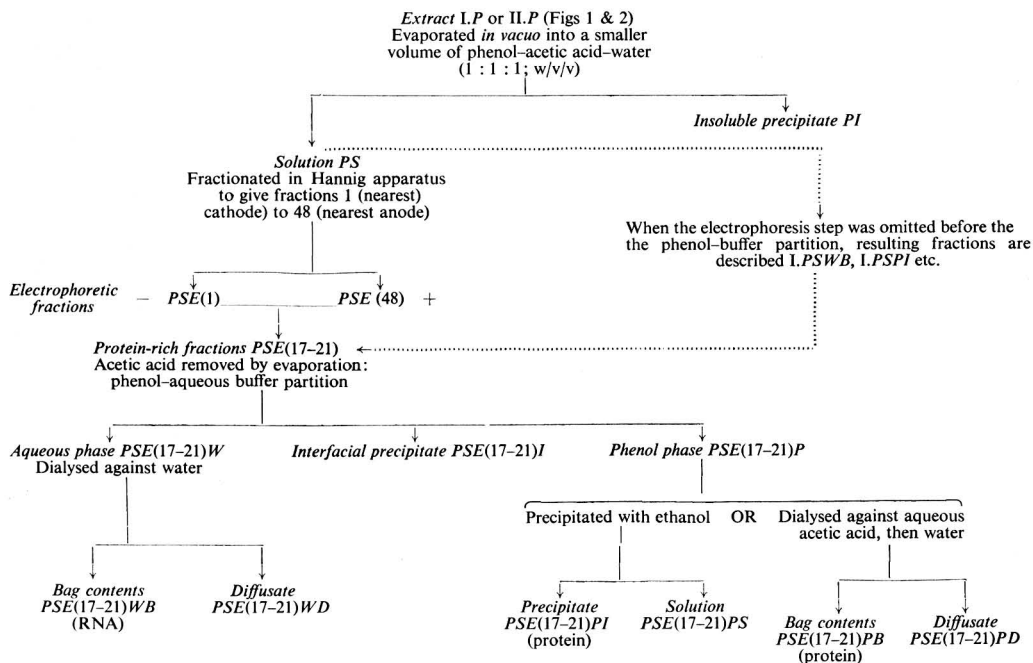 Extract I.P or II.P (Figs 1 & 2)
Evaporated in vacuo into a smaller
volume of phenol–acetic acid–water
(1 : 1 : 1; w/v/v)
Insoluble precipitate PI
Solution PS
Fractionated in Hannig apparatus
to give fractions 1 (nearest)
cathode) to 48 (nearest anode)
When the electrophoresis step was omitted before the
the phenol–buffer partition, resulting fractions are
described I.PSWB, I.PSPI etc.
Electrophoretic
fractions
− PSE(1) PSE (48) +
Protein-rich fractions PSE(17–21)
Acetic acid removed by evaporation:
phenol–aqueous buffer partition
Aqueous phase PSE(17–21)W
Dialysed against water
Interfacial precipitate PSE(17–21)I
Phenol phase PSE(17–21)P
Precipitated with ethanol OR Dialysed against aqueous
acetic acid, then water
Bag contents
PSE(17–21)WB
(RNA)
Diffusate
PSE(17–21)WD
Precipitate
PSE(17–21)PI
(protein)
Solution
PSE(17–21)PS
Bag contents
PSE(17–21)PB
(protein)
Diffusate
PSE(17–21)PD